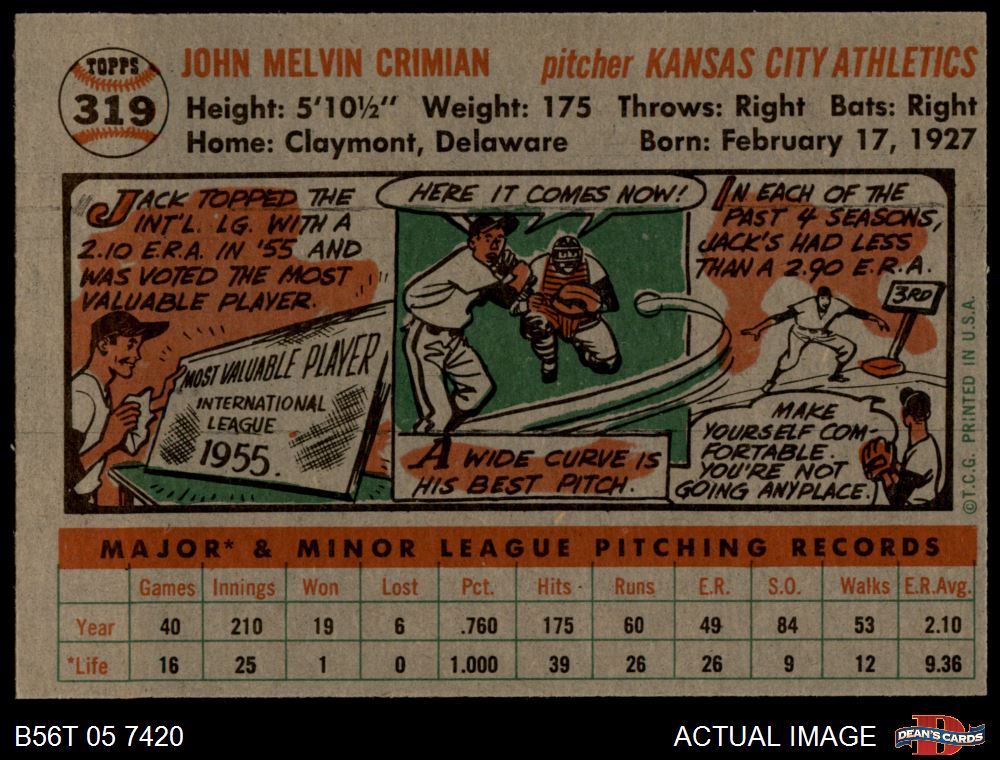 TOPPS
319
JOHN MELVIN CRIMIAN pitcher KANSAS CITY ATHLETICS
Height: 5'10½" Weight: 175 Throws: Right Bats: Right
Home: Claymont, Delaware Born: February 17, 1927
JACK TOPPED THE
INT'L. LG. WITH A
2.10 E.R.A. IN '55 AND
WAS VOTED THE MOST
VALUABLE PLAYER.
MOST VALUABLE PLAYER
INTERNATIONAL
LEAGUE
1955.
HERE IT COMES NOW!
A WIDE CURVE IS
HIS BEST PITCH.
IN EACH OF THE
PAST 4 SEASONS,
JACK'S HAD LESS
THAN A 2.90 E.R.A.
3RD
MAKE
YOURSELF COM-
FORTABLE.
YOU'RE NOT
GOING ANYPLACE.
©T.C.G. PRINTED IN U.S.A.
MAJOR* & MINOR LEAGUE PITCHING RECORDS
Games Innings Won Lost Pct. Hits Runs E.R. S.O. Walks E.R.Avg.
Year 40 210 19 6 .760 175 60 49 84 53 2.10
*Life 16 25 1 0 1.000 39 26 26 9 12 9.36
B56T 05 7420
ACTUAL IMAGE
D
DEAN'S CARDS